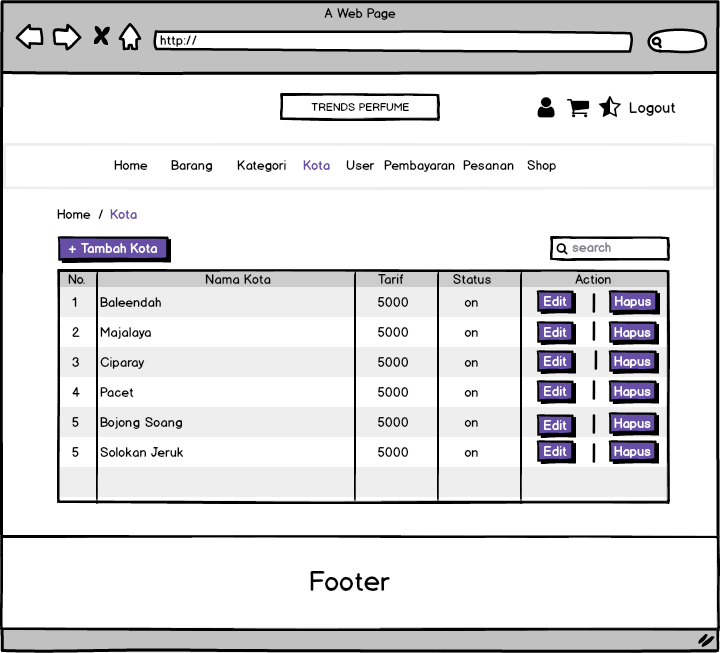 A Web Page
http://
TRENDS PERFUME
Logout
Home Barang Kategori Kota User Pembayaran Pesanan Shop
Home / Kota
+ Tambah Kota
search
No. Nama Kota Tarif Status Action
1 Baleendah 5000 on Edit | Hapus
2 Majalaya 5000 on Edit | Hapus
3 Ciparay 5000 on Edit | Hapus
4 Pacet 5000 on Edit | Hapus
5 Bojong Soang 5000 on Edit | Hapus
5 Solokan Jeruk 5000 on Edit | Hapus
Footer